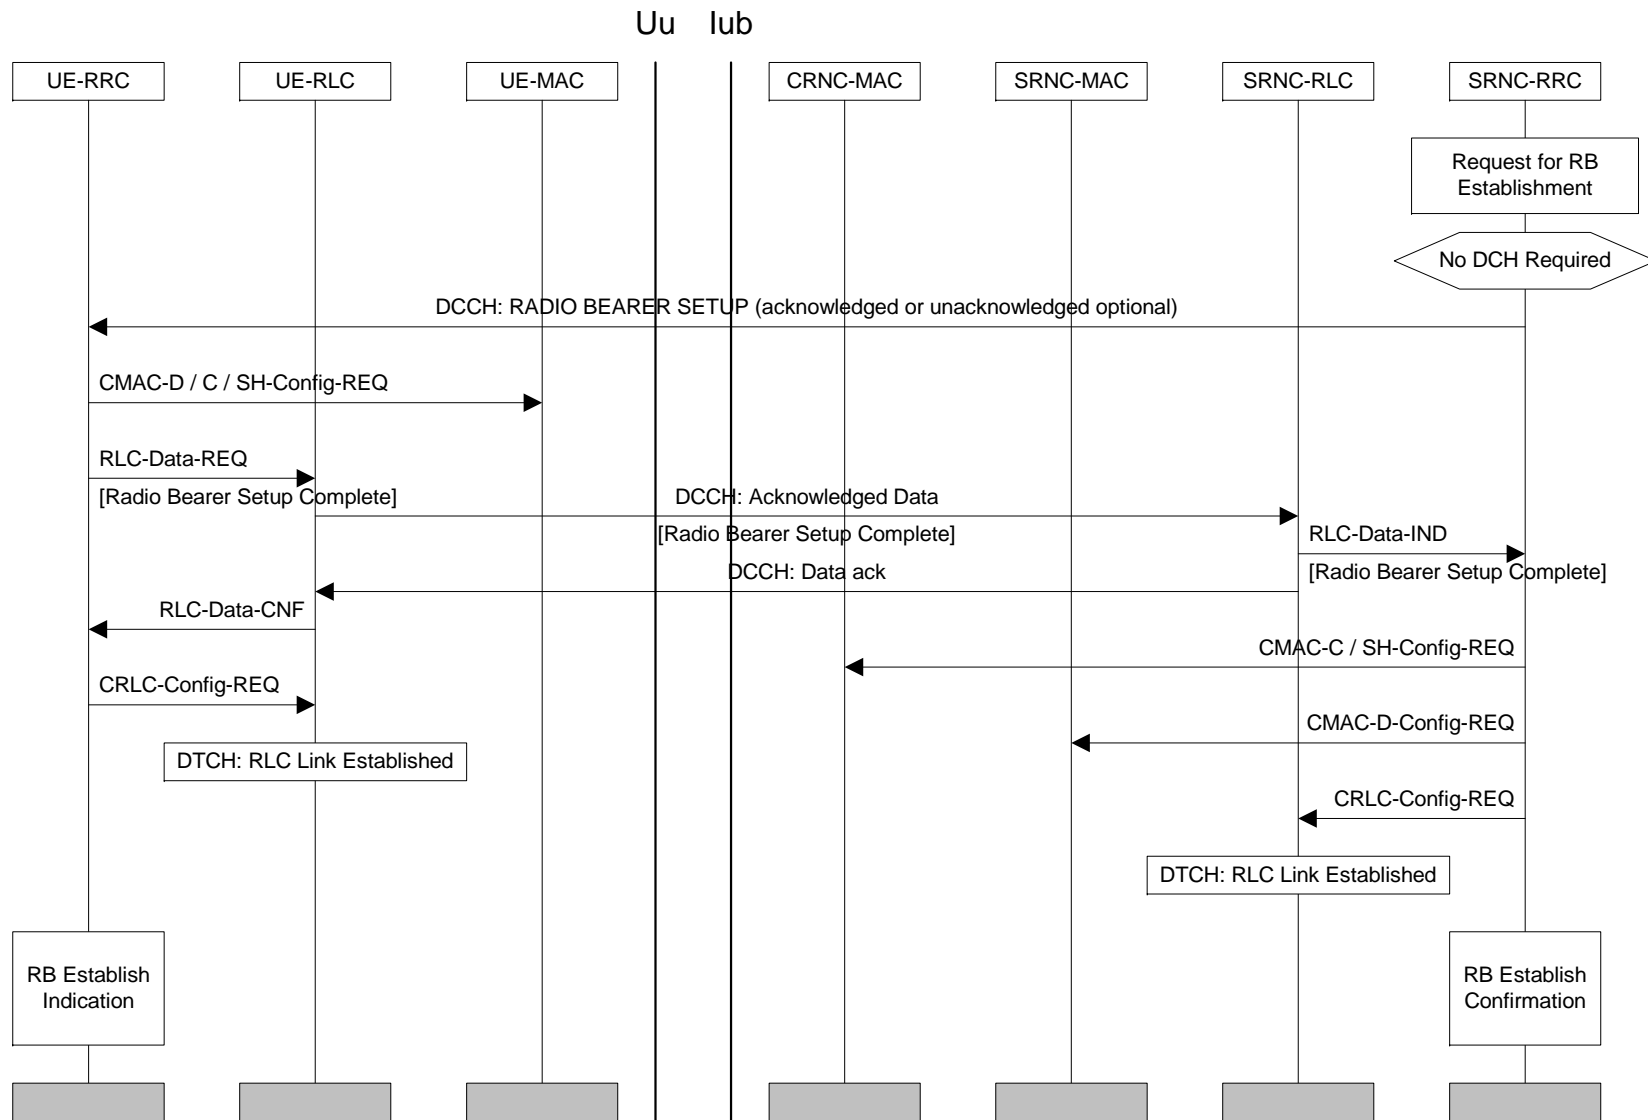 Uu Iub
UE-RRC UE-RLC UE-MAC CRNC-MAC SRNC-MAC SRNC-RLC SRNC-RRC
Request for RB
Establishment
No DCH Required
DCCH: RADIO BEARER SETUP (acknowledged or unacknowledged optional)
CMAC-D / C / SH-Config-REQ
RLC-Data-REQ
[Radio Bearer Setup Complete]
DCCH: Acknowledged Data
[Radio Bearer Setup Complete]
RLC-Data-IND
[Radio Bearer Setup Complete]
DCCH: Data ack
RLC-Data-CNF
CMAC-C / SH-Config-REQ
CRLC-Config-REQ
CMAC-D-Config-REQ
DTCH: RLC Link Established
CRLC-Config-REQ
DTCH: RLC Link Established
RB Establish
Indication
RB Establish
Confirmation